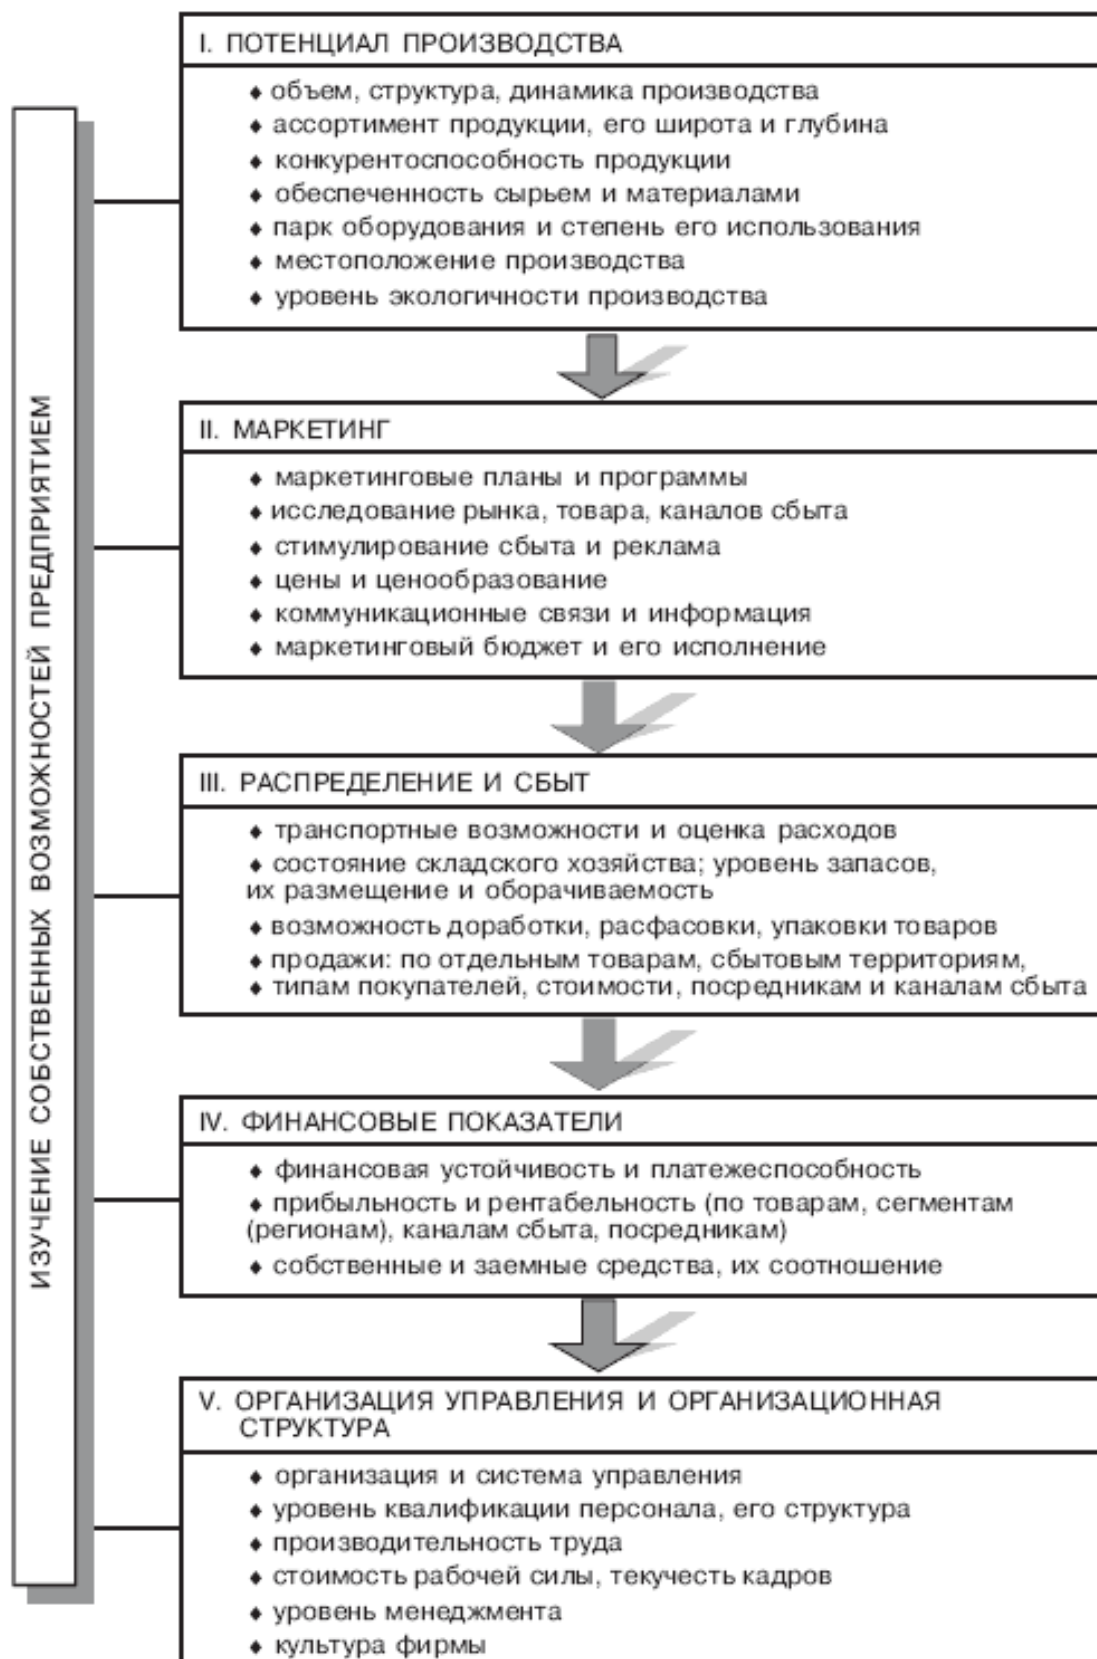 ИЗУЧЕНИЕ СОБСТВЕННЫХ ВОЗМОЖНОСТЕЙ ПРЕДПРИЯТИЕМ
I. ПОТЕНЦИАЛ ПРОИЗВОДСТВА
♦ объем, структура, динамика производства
♦ ассортимент продукции, его широта и глубина
♦ конкурентоспособность продукции
♦ обеспеченность сырьем и материалами
♦ парк оборудования и степень его использования
♦ местоположение производства
♦ уровень экологичности производства
II. МАРКЕТИНГ
♦ маркетинговые планы и программы
♦ исследование рынка, товара, каналов сбыта
♦ стимулирование сбыта и реклама
♦ цены и ценообразование
♦ коммуникационные связи и информация
♦ маркетинговый бюджет и его исполнение
III. РАСПРЕДЕЛЕНИЕ И СБЫТ
♦ транспортные возможности и оценка расходов
♦ состояние складского хозяйства; уровень запасов,
их размещение и оборачиваемость
♦ возможность доработки, расфасовки, упаковки товаров
♦ продажи: по отдельным товарам, сбытовым территориям,
♦ типам покупателей, стоимости, посредникам и каналам сбыта
IV. ФИНАНСОВЫЕ ПОКАЗАТЕЛИ
♦ финансовая устойчивость и платежеспособность
♦ прибыльность и рентабельность (по товарам, сегментам
(регионам), каналам сбыта, посредникам)
♦ собственные и заемные средства, их соотношение
V. ОРГАНИЗАЦИЯ УПРАВЛЕНИЯ И ОРГАНИЗАЦИОННАЯ
СТРУКТУРА
♦ организация и система управления
♦ уровень квалификации персонала, его структура
♦ производительность труда
♦ стоимость рабочей силы, текучесть кадров
♦ уровень менеджмента
♦ культура фирмы